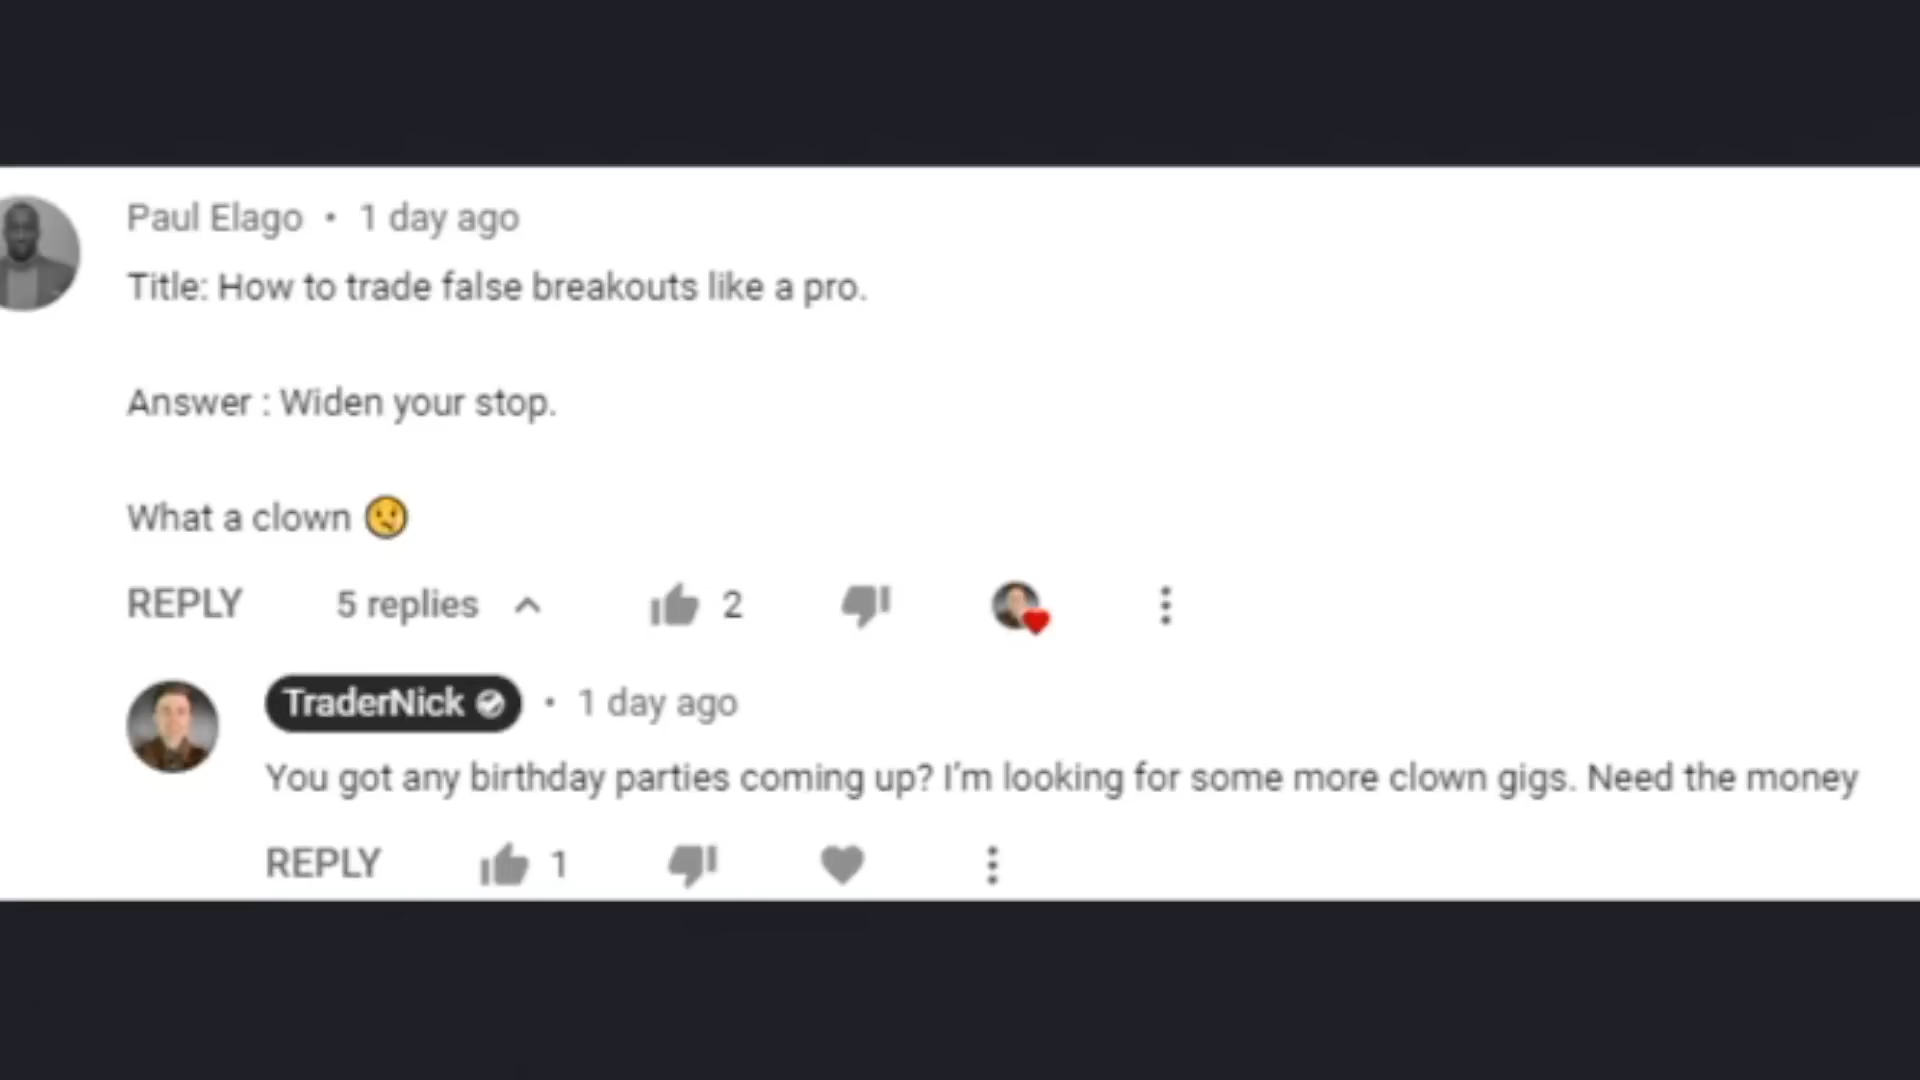 Paul Elago • 1 day ago
Title: How to trade false breakouts like a pro.
Answer : Widen your stop.
What a clown 🤨
REPLY 5 replies 2
TraderNick • 1 day ago
You got any birthday parties coming up? I'm looking for some more clown gigs. Need the money
REPLY 1